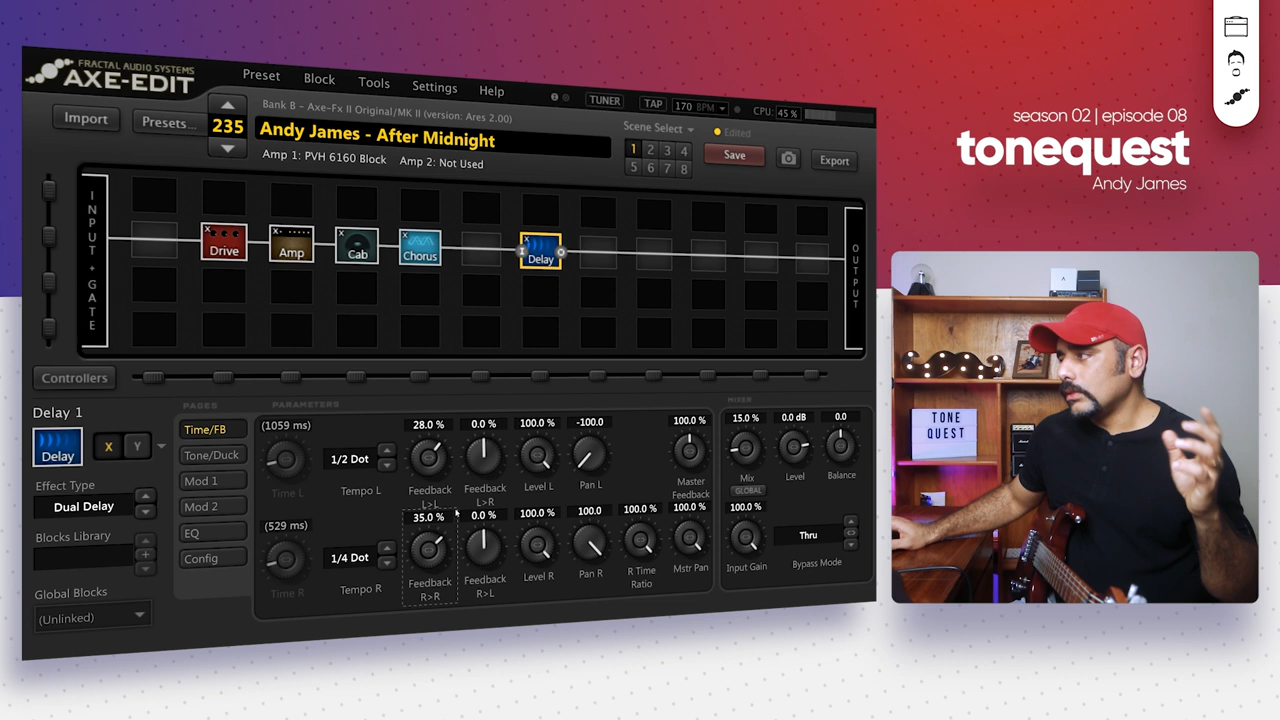 FRACTAL AUDIO SYSTEMS
AXE-EDIT
Preset Block Tools Settings Help
TUNER TAP 170 BPM CPU: 45 %
Import
Presets...
235
Bank B - Axe-Fx II Original/MK II (version: Ares 2.00)
Andy James - After Midnight
Amp 1: PVH 6160 Block Amp 2: Not Used
Scene Select
Edited
1 2 3 4
5 6 7 8
Save
Export
INPUT + GATE
Drive
Amp
Cab
Chorus
Delay
OUTPUT
Controllers
Delay 1
Delay
X Y
Effect Type
Dual Delay
Blocks Library
Global Blocks
(Unlinked)
PAGES
Time/FB
Tone/Duck
Mod 1
Mod 2
EQ
Config
PARAMETERS
(1059 ms) 28.0 % 0.0 % 100.0 % -100.0 100.0 %
1/2 Dot
Time L Tempo L Feedback L>L Feedback L>R Level L Pan L Master Feedback
(529 ms) 35.0 % 0.0 % 100.0 % 100.0 100.0 % 100.0 %
1/4 Dot
Time R Tempo R Feedback R>R Feedback R>L Level R Pan R R Time Ratio Mstr Pan
MIXER
15.0 % 0.0 dB 0.0
Mix Level Balance
GLOBAL
100.0 %
Thru
Input Gain Bypass Mode
season 02 | episode 08
tonequest
Andy James
TONE
QUEST